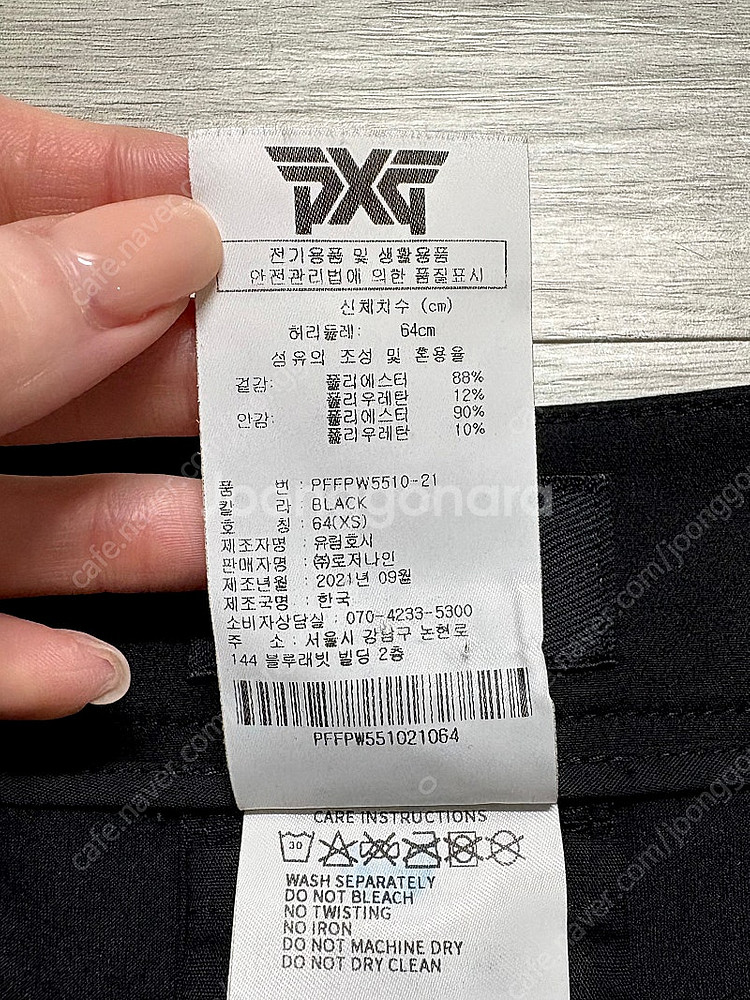 PXG
전기용품 및 생활용품
안전관리법에 의한 품질표시
신체치수 (cm)
허리둘레: 64cm
섬유의 조성 및 혼용율
겉감: 폴리에스터 88%
폴리우레탄 12%
안감: 폴리에스터 90%
폴리우레탄 10%
품 번 : PFFPW5510-21
칼 라 : BLACK
호 칭 : 64(XS)
제조자명 : 유림호시
판매자명 : ㈜로저나인
제조년월 : 2021년 09월
제조국명 : 한국
소비자상담실 : 070-4233-5300
주 소 : 서울시 강남구 논현로
144 블루래빗 빌딩 2층
PFFPW551021064
CARE INSTRUCTIONS
30
WASH SEPARATELY
DO NOT BLEACH
NO TWISTING
NO IRON
DO NOT MACHINE DRY
DO NOT DRY CLEAN
joongonara
cafe.naver.com/joonggo